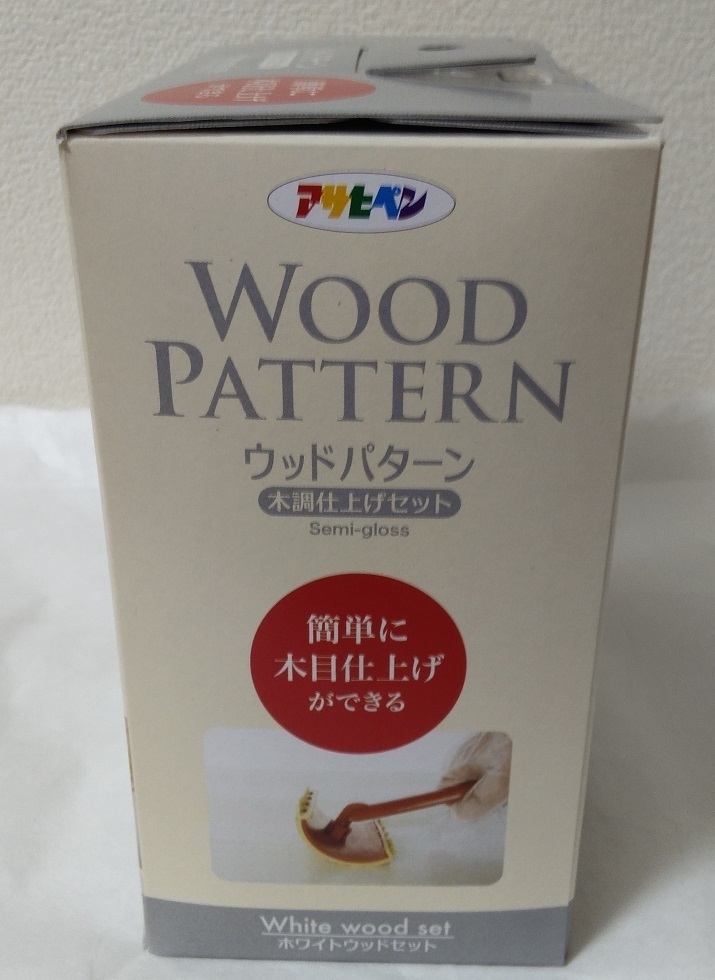 アサヒペン
WOOD
PATTERN
ウッドパターン
木調仕上げセット
Semi-gloss
簡単に
木目仕上げ
ができる
White wood set
ホワイトウッドセット